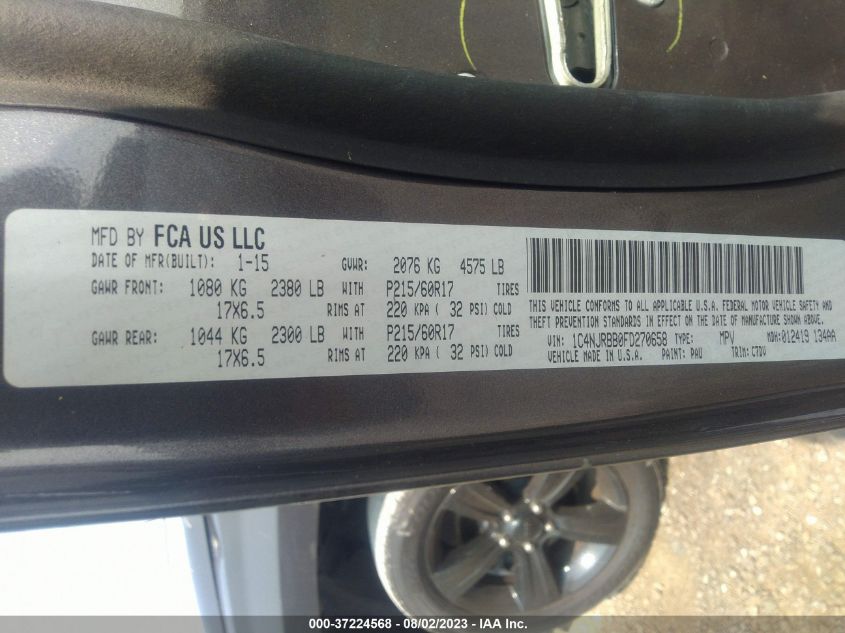 MFD BY FCA US LLC
DATE OF MFR(BUILT): 1-15 GVWR: 2076 KG 4575 LB
GAWR FRONT: 1080 KG 2380 LB WITH P215/60R17 TIRES
17X6.5 RIMS AT 220 KPA ( 32 PSI) COLD
GAWR REAR: 1044 KG 2300 LB WITH P215/60R17 TIRES
17X6.5 RIMS AT 220 KPA ( 32 PSI) COLD
THIS VEHICLE CONFORMS TO ALL APPLICABLE U.S.A. FEDERAL MOTOR VEHICLE SAFETY AND
THEFT PREVENTION STANDARDS IN EFFECT ON THE DATE OF MANUFACTURE SHOWN ABOVE.
VIN: 1C4NJRBB0FD270658 TYPE: MPV MDH:012419 134AA
VEHICLE MADE IN U.S.A. PAINT: PAU TRIM: C7DV
000-37224568 - 08/02/2023 - IAA Inc.